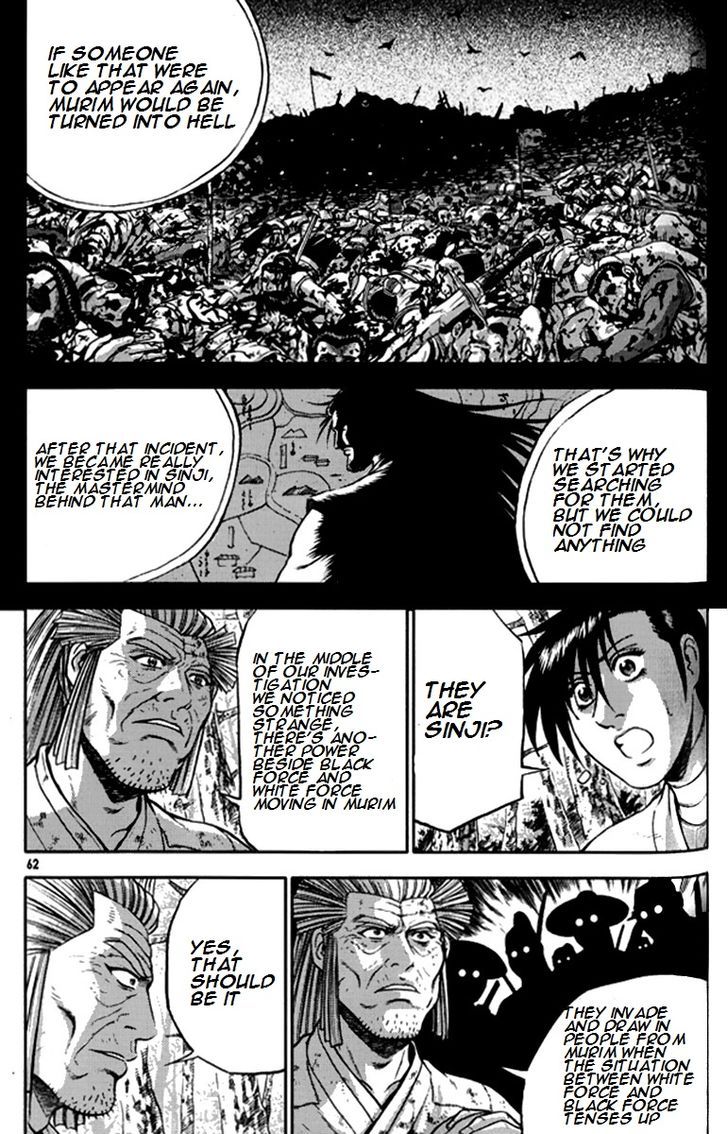 IF SOMEONE
LIKE THAT WERE
TO APPEAR AGAIN,
MURIM WOULD BE
TURNED INTO HELL
AFTER THAT INCIDENT,
WE BECAME REALLY
INTERESTED IN SINJI,
THE MASTERMIND
BEHIND THAT MAN...
THAT'S WHY
WE STARTED
SEARCHING
FOR THEM,
BUT WE COULD
NOT FIND
ANYTHING
IN THE MIDDLE
OF OUR INVES-
TIGATION
WE NOTICED
SOMETHING
STRANGE,
THERE'S ANO-
THER POWER
BESIDE BLACK
FORCE AND
WHITE FORCE
MOVING IN MURIM
THEY
ARE
SINJI?
62
YES,
THAT
SHOULD
BE IT
THEY INVADE
AND DRAW IN
PEOPLE FROM
MURIM WHEN
THE SITUATION
BETWEEN WHITE
FORCE AND
BLACK FORCE
TENSES UP